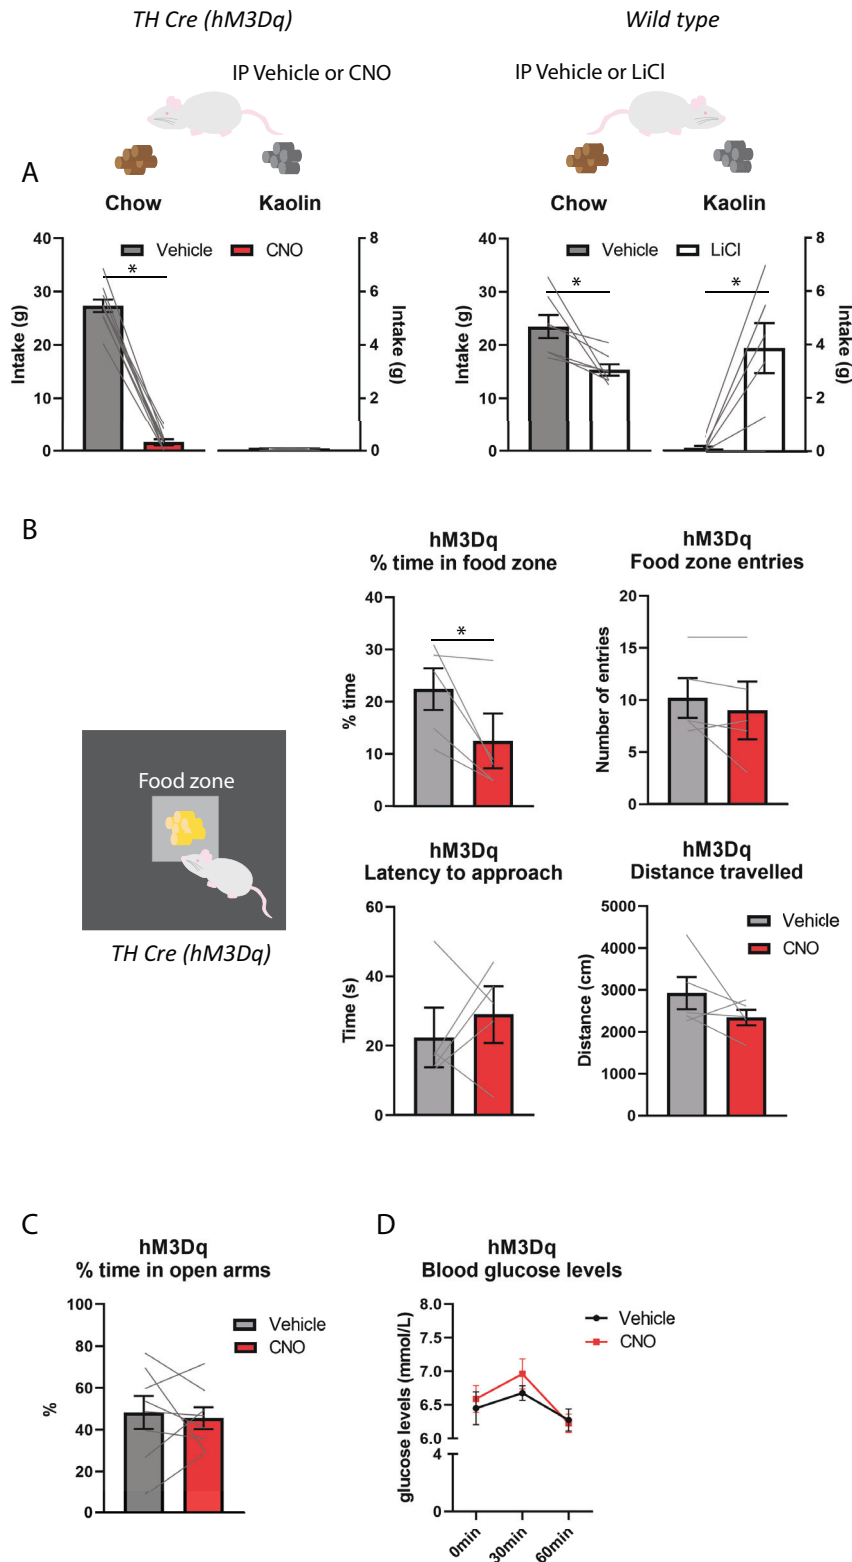 TH Cre (hM3Dq)
Wild type
IP Vehicle or CNO
IP Vehicle or LiCl
A
Chow
Kaolin
Chow
Kaolin
40
30
20
10
0
Intake (g)
Vehicle
CNO
*
8
6
4
2
0
Intake (g)
40
30
20
10
0
Intake (g)
Vehicle
LiCl
*
*
8
6
4
2
0
Intake (g)
B
Food zone
TH Cre (hM3Dq)
hM3Dq
% time in food zone
40
30
20
10
0
% time
*
hM3Dq
Food zone entries
20
15
10
5
0
Number of entries
hM3Dq
Latency to approach
60
40
20
0
Time (s)
hM3Dq
Distance travelled
5000
4000
3000
2000
1000
0
Distance (cm)
Vehicle
CNO
C
hM3Dq
% time in open arms
100
80
60
40
20
0
%
Vehicle
CNO
D
hM3Dq
Blood glucose levels
8.0
7.5
7.0
6.5
6.0
4
0
glucose levels (mmol/L)
Vehicle
CNO
0min
30min
60min